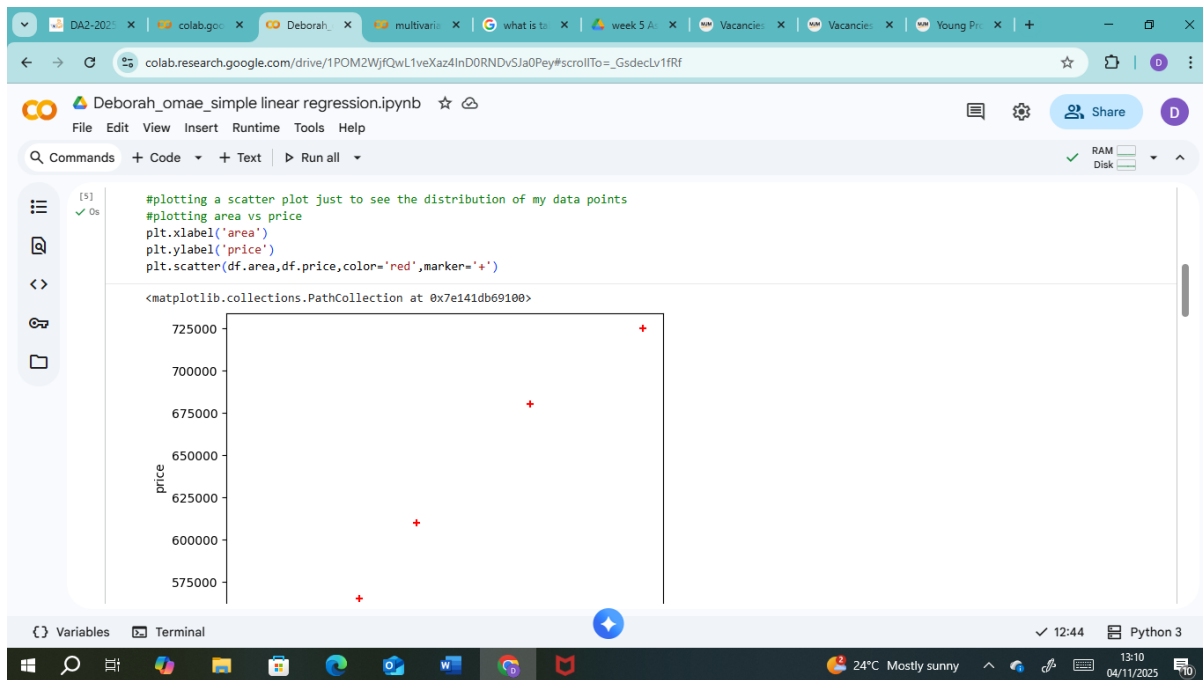 DA2-2025
colab.goo
Deborah_
multivaria
G what is ta
week 5 As
Vacancies
Vacancies
Young Pro
colab.research.google.com/drive/1POM2WjfQwL1veXaz4InD0RNDvSJa0Pey#scrollTo=_GsdecLv1fRf
D
Deborah_omae_simple linear regression.ipynb
Share
D
File Edit View Insert Runtime Tools Help
Commands + Code + Text Run all
RAM
Disk
[5]
0s
#plotting a scatter plot just to see the distribution of my data points
#plotting area vs price
plt.xlabel('area')
plt.ylabel('price')
plt.scatter(df.area,df.price,color='red',marker='+')
<matplotlib.collections.PathCollection at 0x7e141db69100>
725000
700000
675000
650000
625000
600000
575000
price
{} Variables Terminal
12:44 Python 3
24°C Mostly sunny
13:10
04/11/2025
10